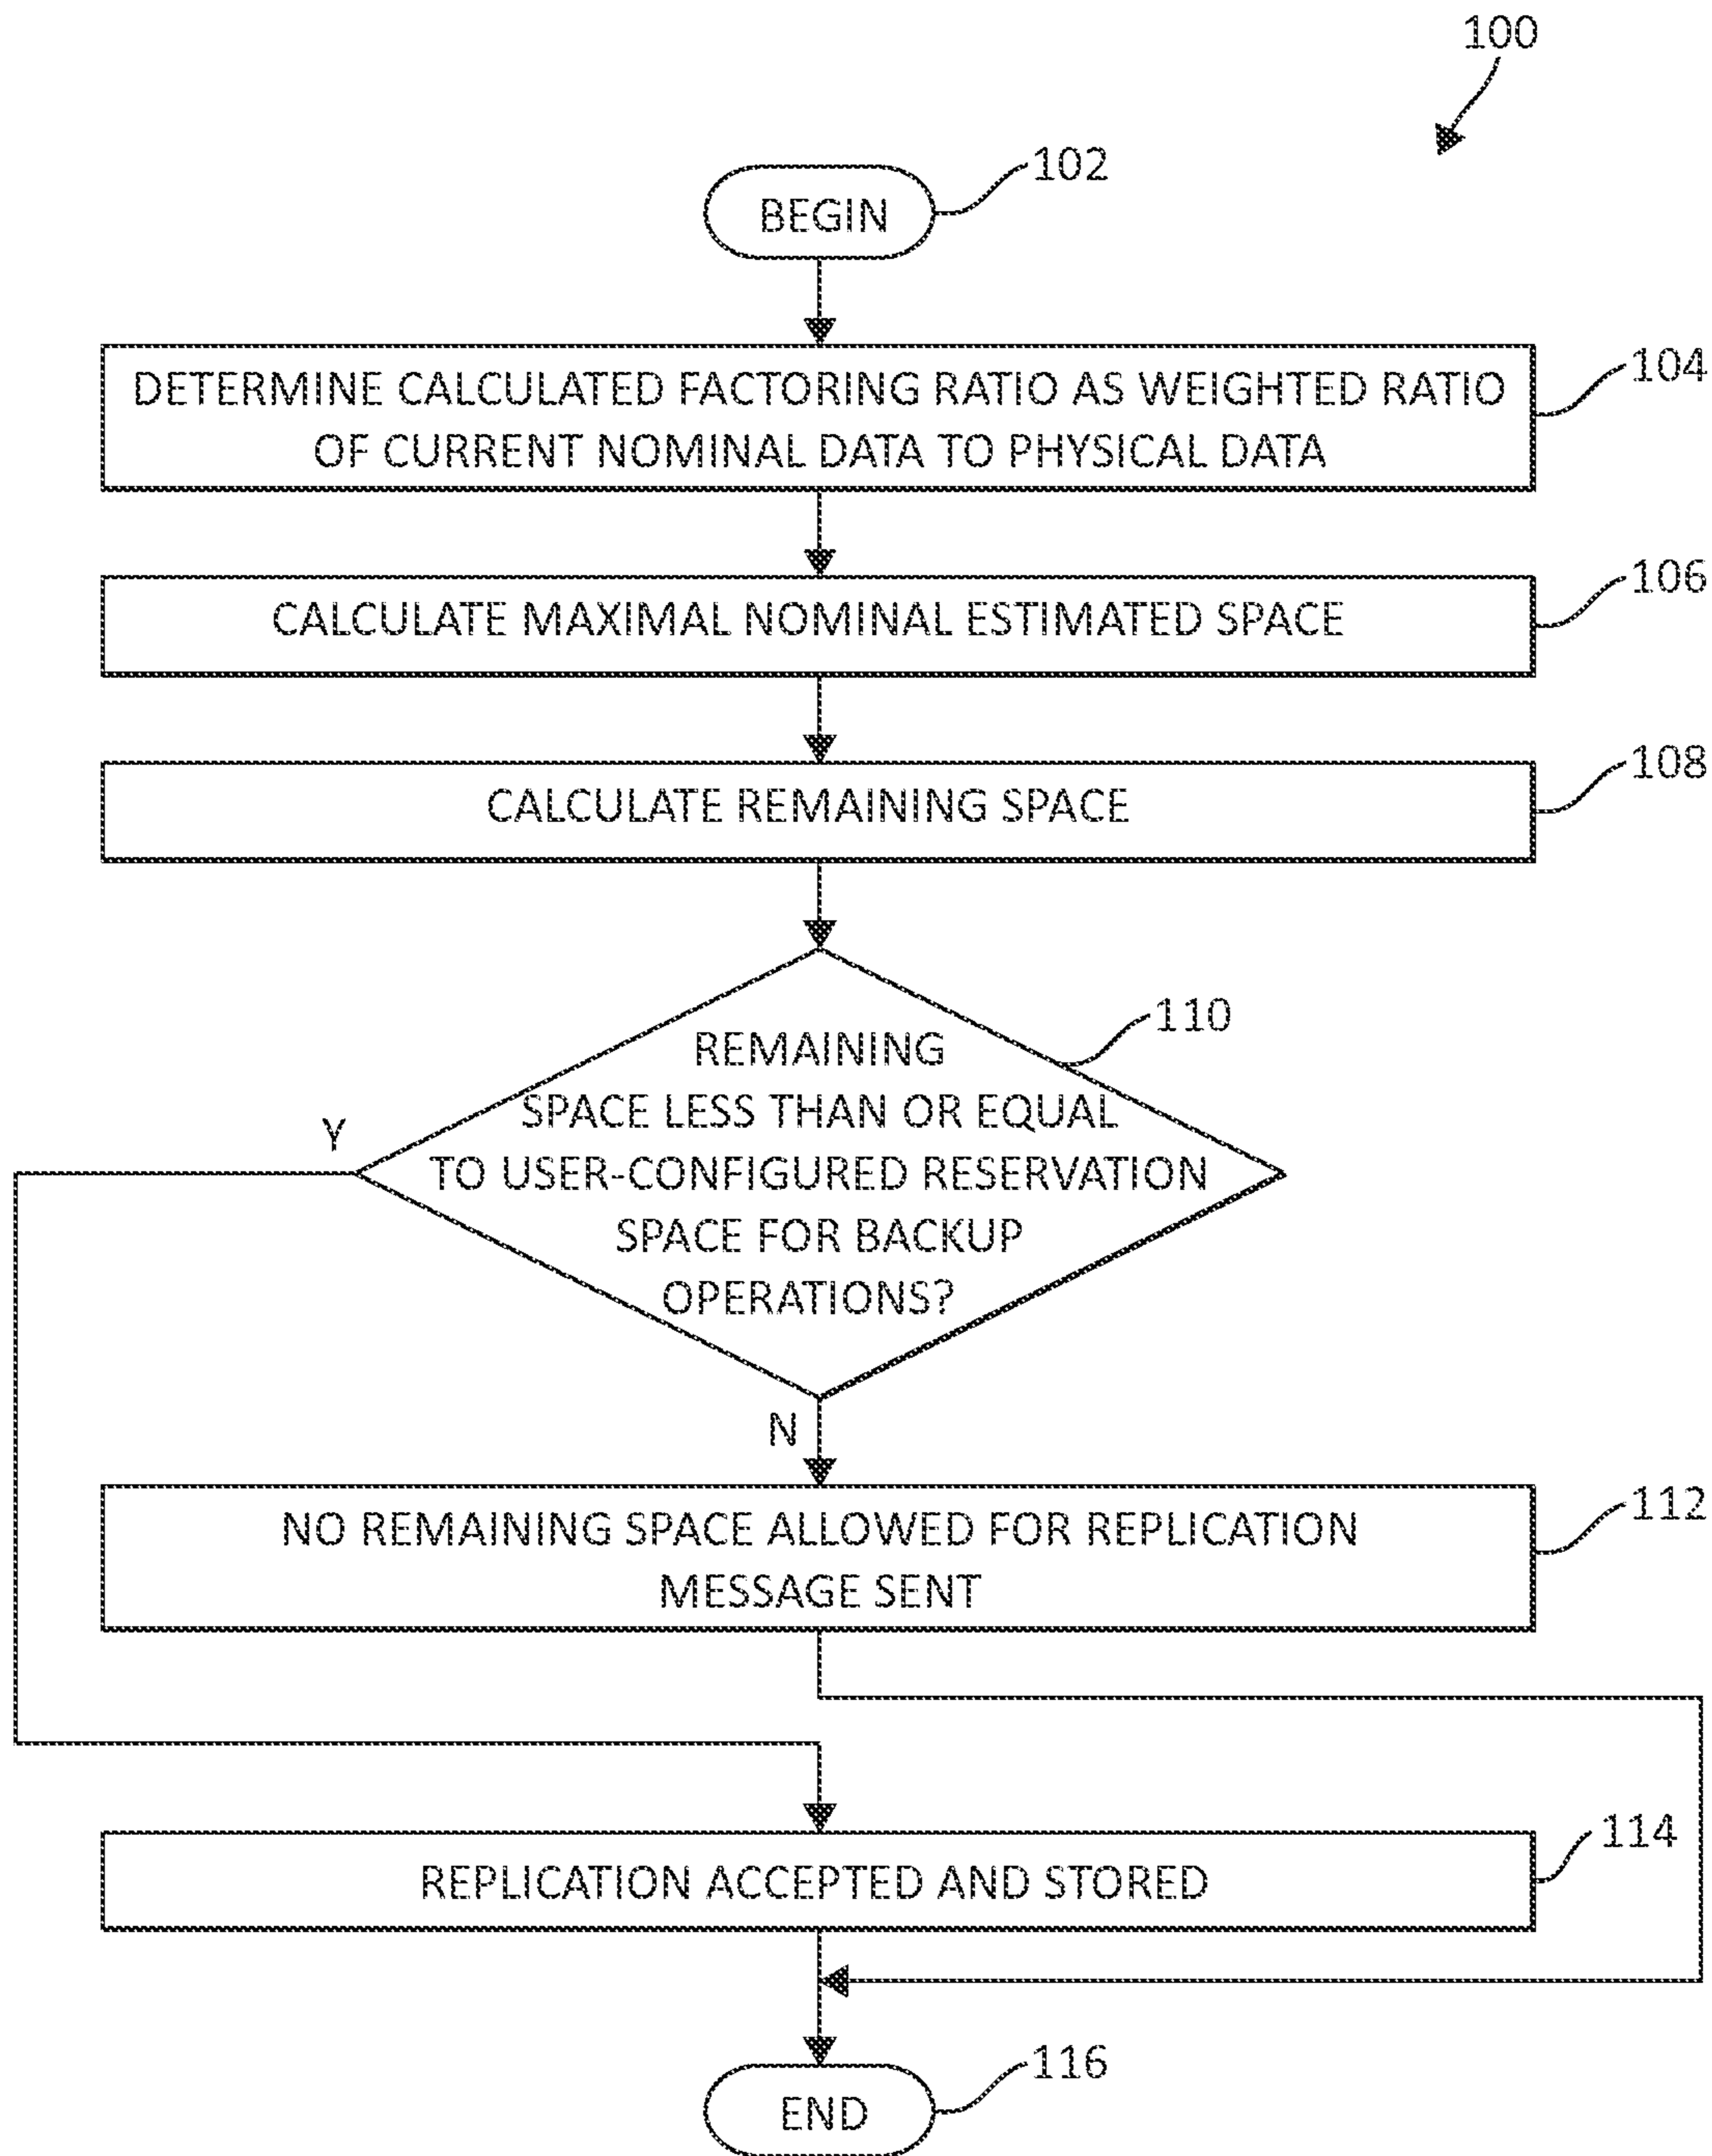 100
BEGIN
102
DETERMINE CALCULATED FACTORING RATIO AS WEIGHTED RATIO
OF CURRENT NOMINAL DATA TO PHYSICAL DATA
104
CALCULATE MAXIMAL NOMINAL ESTIMATED SPACE
106
CALCULATE REMAINING SPACE
108
REMAINING
SPACE LESS THAN OR EQUAL
TO USER-CONFIGURED RESERVATION
SPACE FOR BACKUP
OPERATIONS?
110
Y
N
NO REMAINING SPACE ALLOWED FOR REPLICATION
MESSAGE SENT
112
REPLICATION ACCEPTED AND STORED
114
END
116